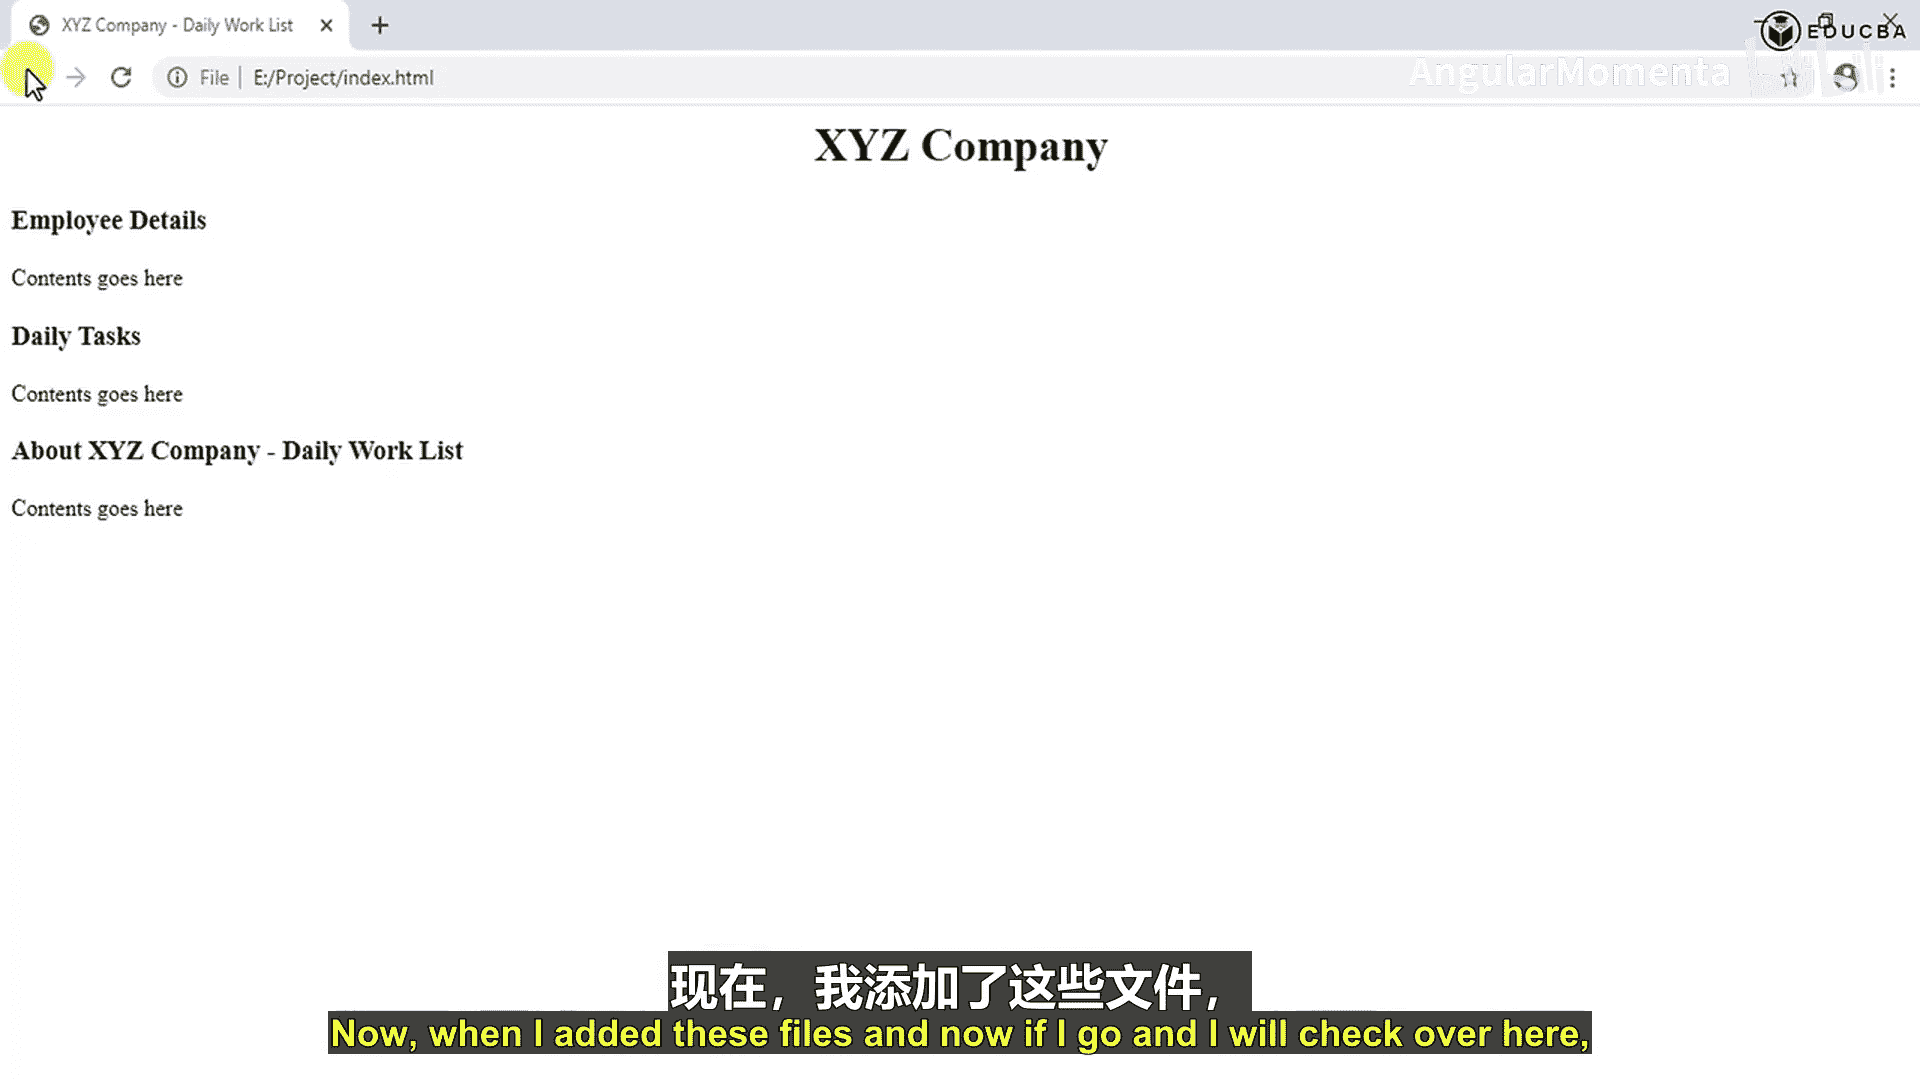 XYZ Company - Daily Work List
EDUCBA
File
E:/Project/index.html
AngularMomenta
XYZ Company
Employee Details
Contents goes here
Daily Tasks
Contents goes here
About XYZ Company - Daily Work List
Contents goes here
现在，我添加了这些文件，
Now, when I added these files and now if I go and I will check over here,